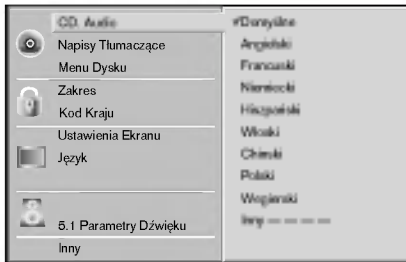 CD. Audio
Napisy Tłumaczące
Menu Dysku
Zakres
Kod Kraju
Ustawienia Ekranu
Język
5.1 Parametry Dźwięku
Inny
Domyślne
Angielski
Francuski
Niemiecki
Hiszpański
Włoski
Chinski
Polski
Węgierski
Inny — — — —